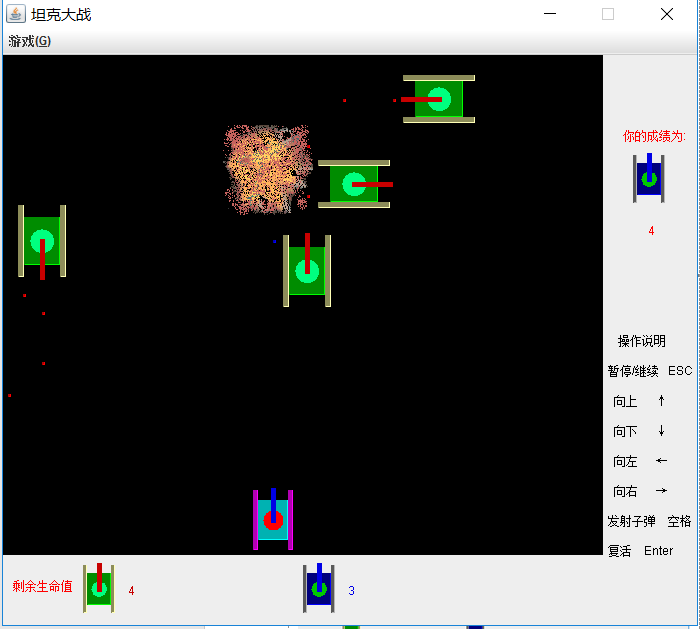 坦克大战
游戏(G)
你的成绩为:
4
操作说明
暂停/继续 ESC
向上 ↑
向下 ↓
向左 ←
向右 →
发射子弹 空格
复活 Enter
剩余生命值 4 3